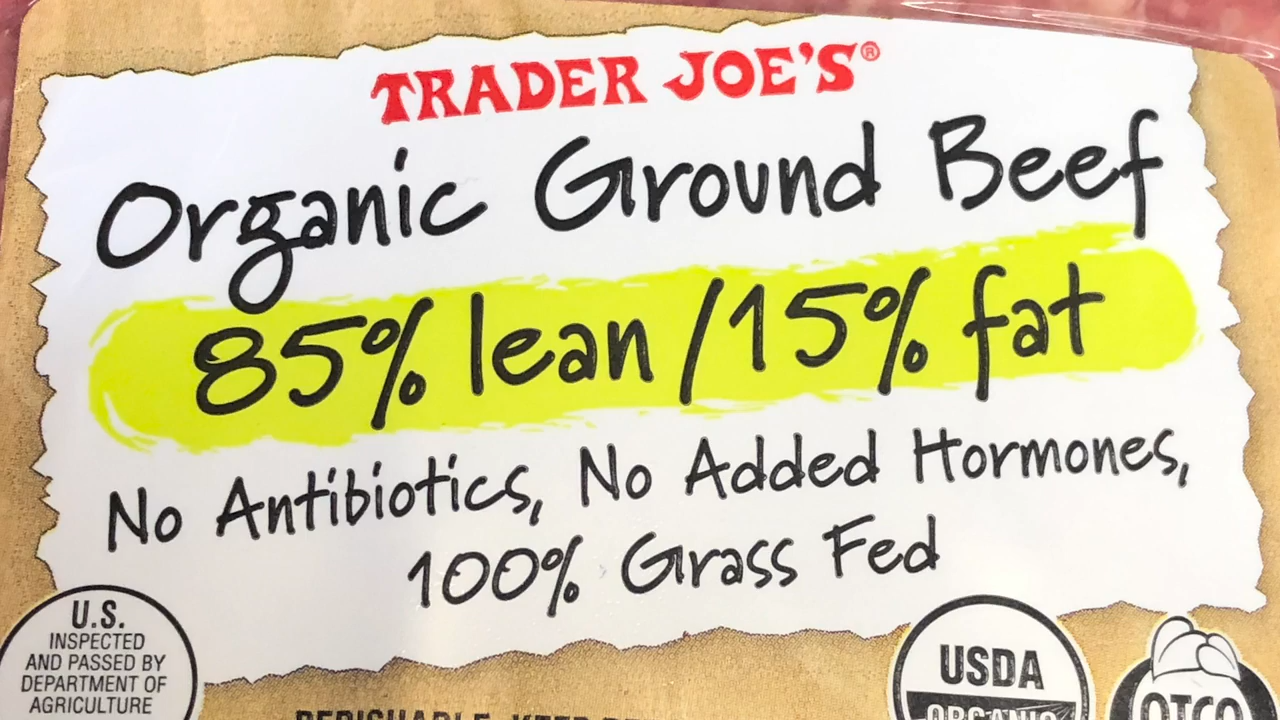 TRADER JOE'S®
Organic Ground Beef
85% lean/15% fat
No Antibiotics, No Added Hormones,
100% Grass Fed
U.S.
INSPECTED
AND PASSED BY
DEPARTMENT OF
AGRICULTURE
USDA
ORGANIC